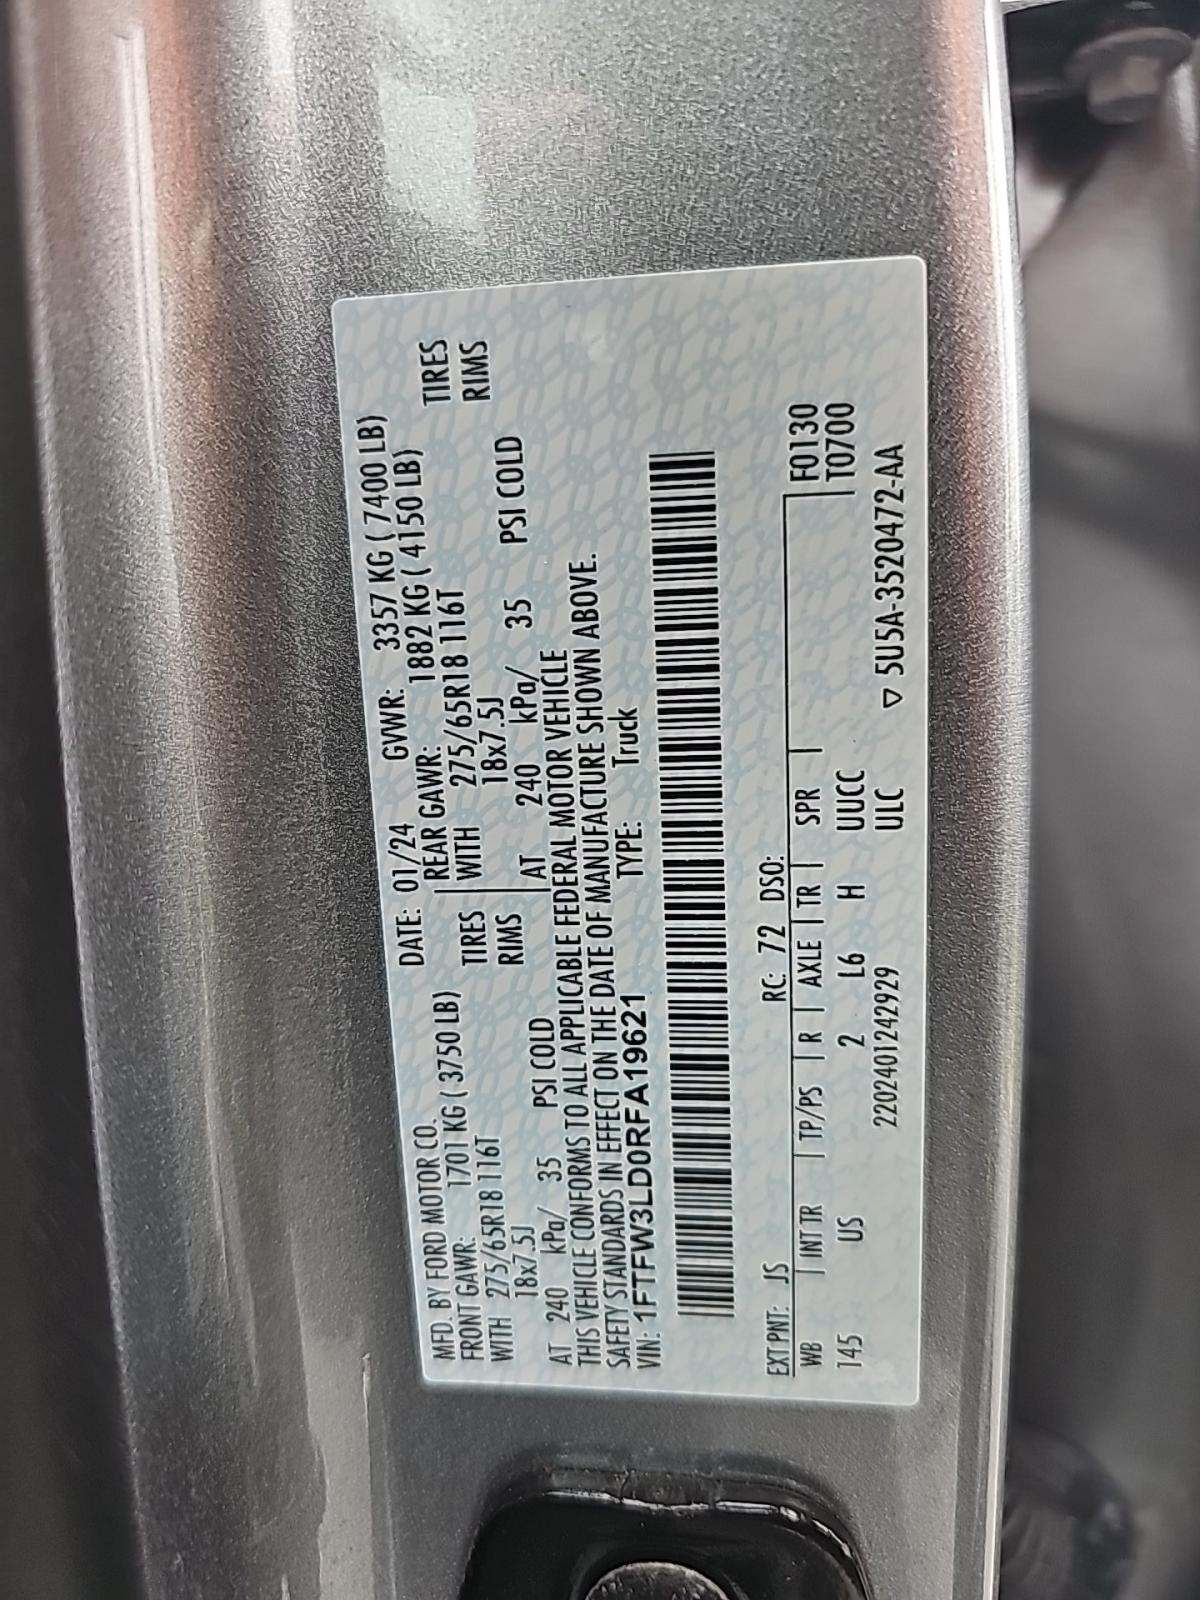 MFD. BY FORD MOTOR CO. DATE: 01/24 GVWR: 3357 KG ( 7400 LB)
FRONT GAWR: 1701 KG ( 3750 LB) REAR GAWR: 1882 KG ( 4150 LB)
WITH 275/65R18 116T TIRES WITH 275/65R18 116T TIRES
18x7.5J RIMS 18x7.5J RIMS
AT 240 kPa/ 35 PSI COLD AT 240 kPa/ 35 PSI COLD
THIS VEHICLE CONFORMS TO ALL APPLICABLE FEDERAL MOTOR VEHICLE
SAFETY STANDARDS IN EFFECT ON THE DATE OF MANUFACTURE SHOWN ABOVE.
VIN: 1FTFW3LD0RFA19621 TYPE: Truck
EXT PNT: JS RC: 72 DSO: F0130
WB INT TR TP/PS R AXLE TR SPR T0700
145 US 2 L6 H UUCC
2202401242929 ULC ▽ 5U5A-3520472-AA